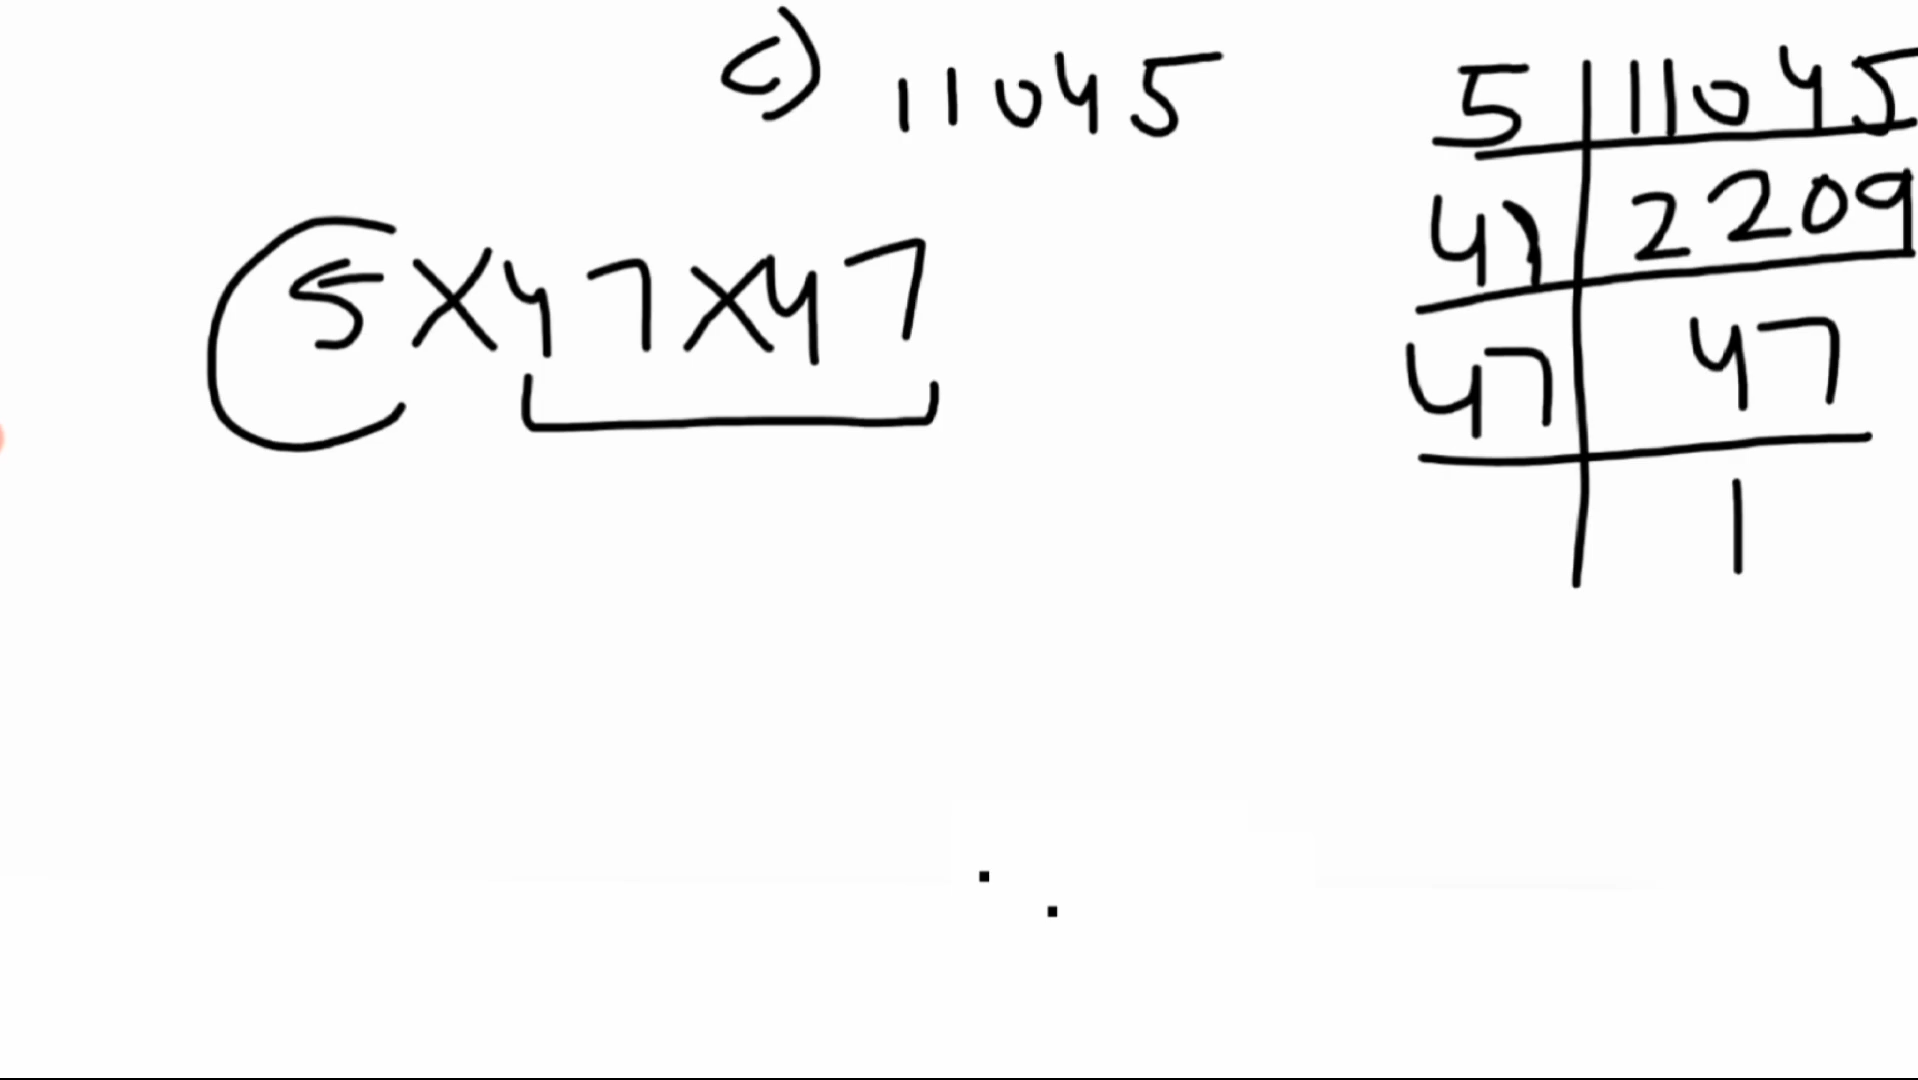 c) 11045
5 × 47 × 47
5 | 11045
47 | 2209
47 | 47
| 1